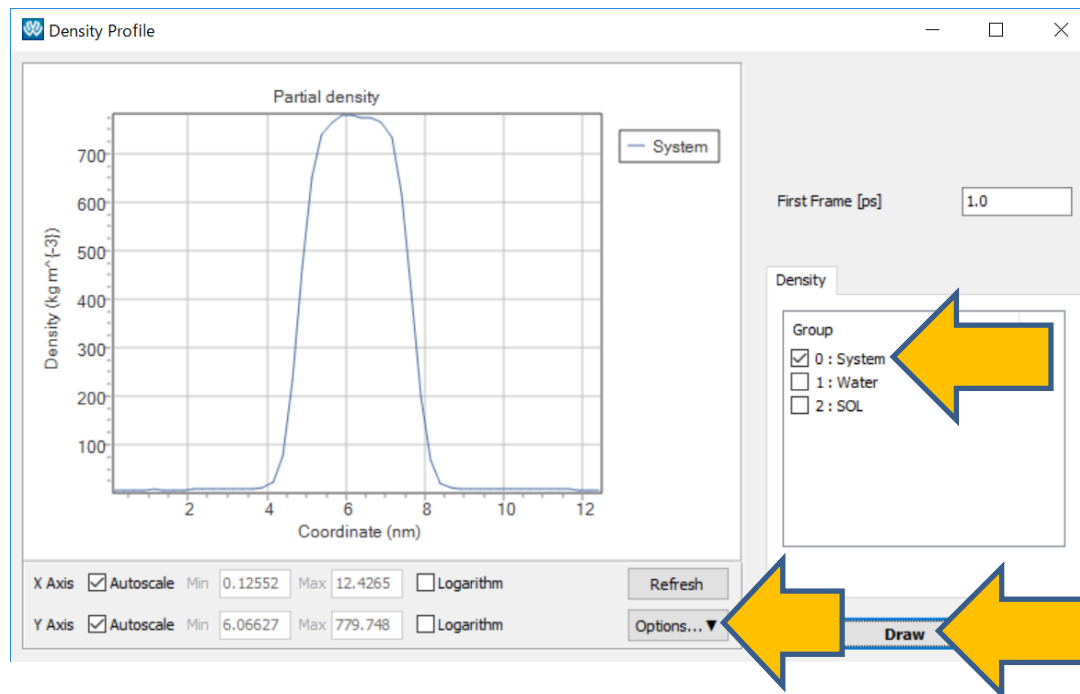 Density Profile
Partial density
System
700
600
500
400
300
200
100
Density (kg m^{-3})
2 4 6 8 10 12
Coordinate (nm)
First Frame [ps] 1.0
Density
Group
0 : System
1 : Water
2 : SOL
X Axis Autoscale Min 0.12552 Max 12.4265 Logarithm Refresh
Y Axis Autoscale Min 6.06627 Max 779.748 Logarithm Options...▼
Draw